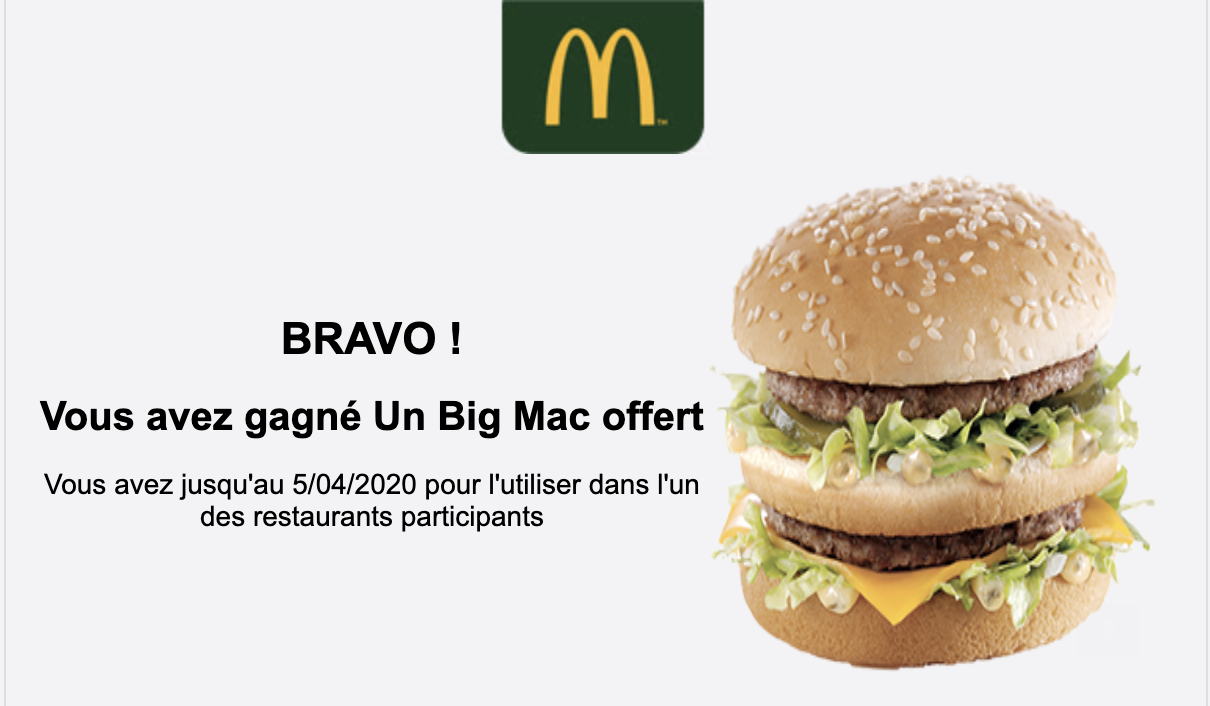 BRAVO !
Vous avez gagné Un Big Mac offert
Vous avez jusqu'au 5/04/2020 pour l'utiliser dans l'un
des restaurants participants